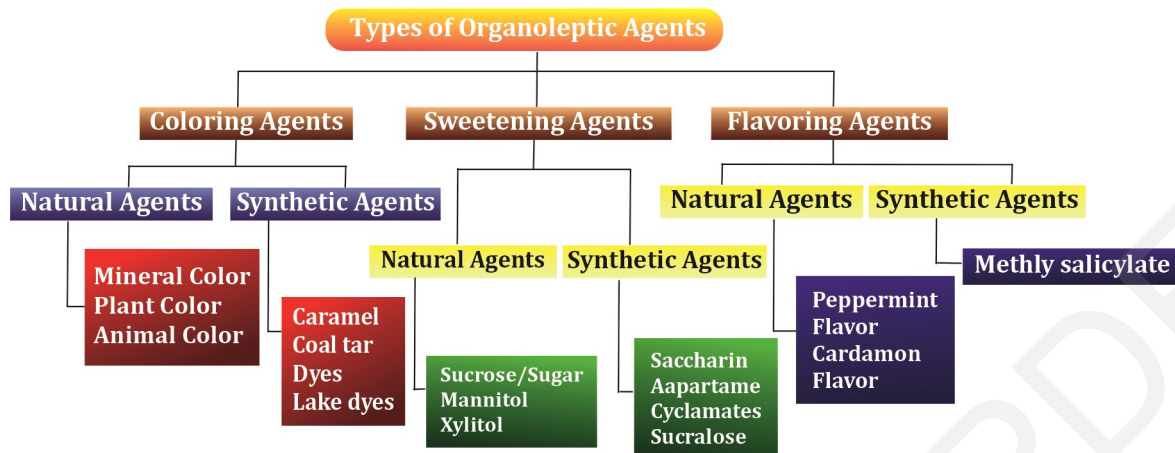 Types of Organoleptic Agents
Coloring Agents
Sweetening Agents
Flavoring Agents
Natural Agents
Synthetic Agents
Natural Agents
Synthetic Agents
Natural Agents
Synthetic Agents
Mineral Color
Plant Color
Animal Color
Caramel
Coal tar
Dyes
Lake dyes
Sucrose/Sugar
Mannitol
Xylitol
Saccharin
Aapartame
Cyclamates
Sucralose
Peppermint
Flavor
Cardamon
Flavor
Methly salicylate